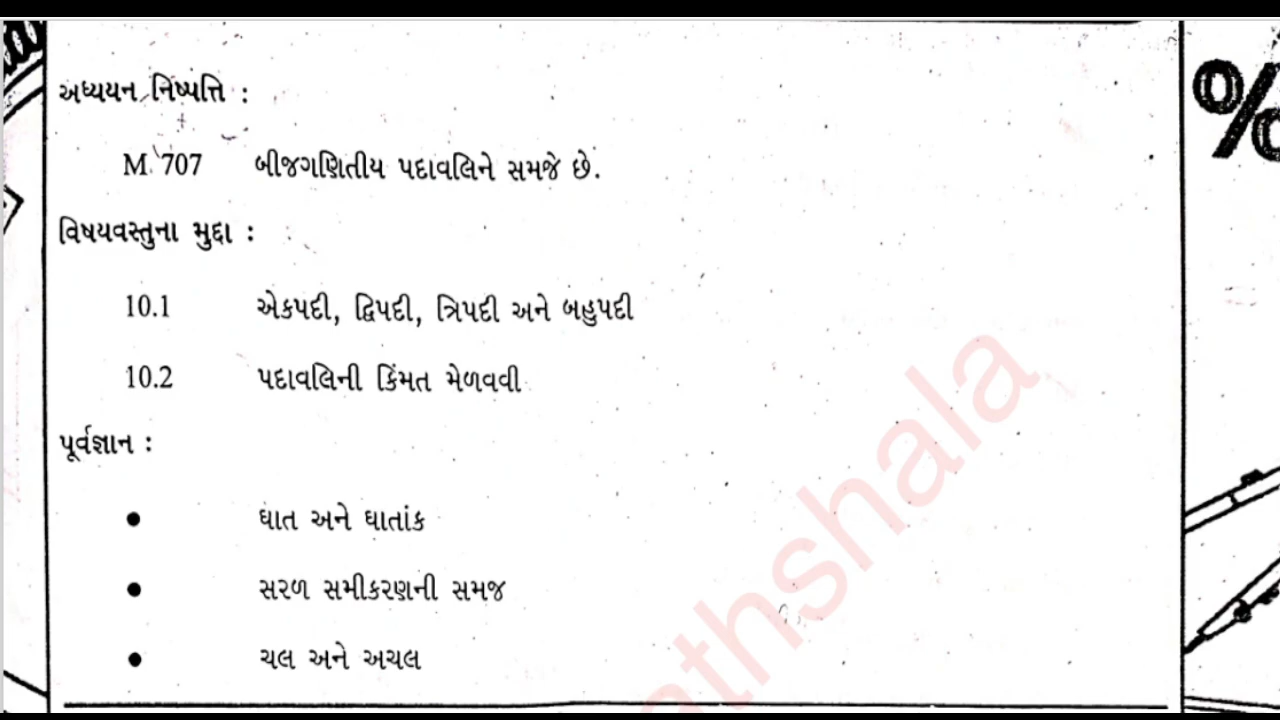 અધ્યયન નિષ્પત્તિ :
M. 707 બીજગણિતીય પદાવલિને સમજે છે.
વિષયવસ્તુના મુદ્દા :
10.1 એકપદી, દ્વિપદી, ત્રિપદી અને બહુપદી
10.2 પદાવલિની કિંમત મેળવવી
પૂર્વજ્ઞાન :
● ઘાત અને ઘાતાંક
● સરળ સમીકરણની સમજ
● ચલ અને અચલ
athshala
%